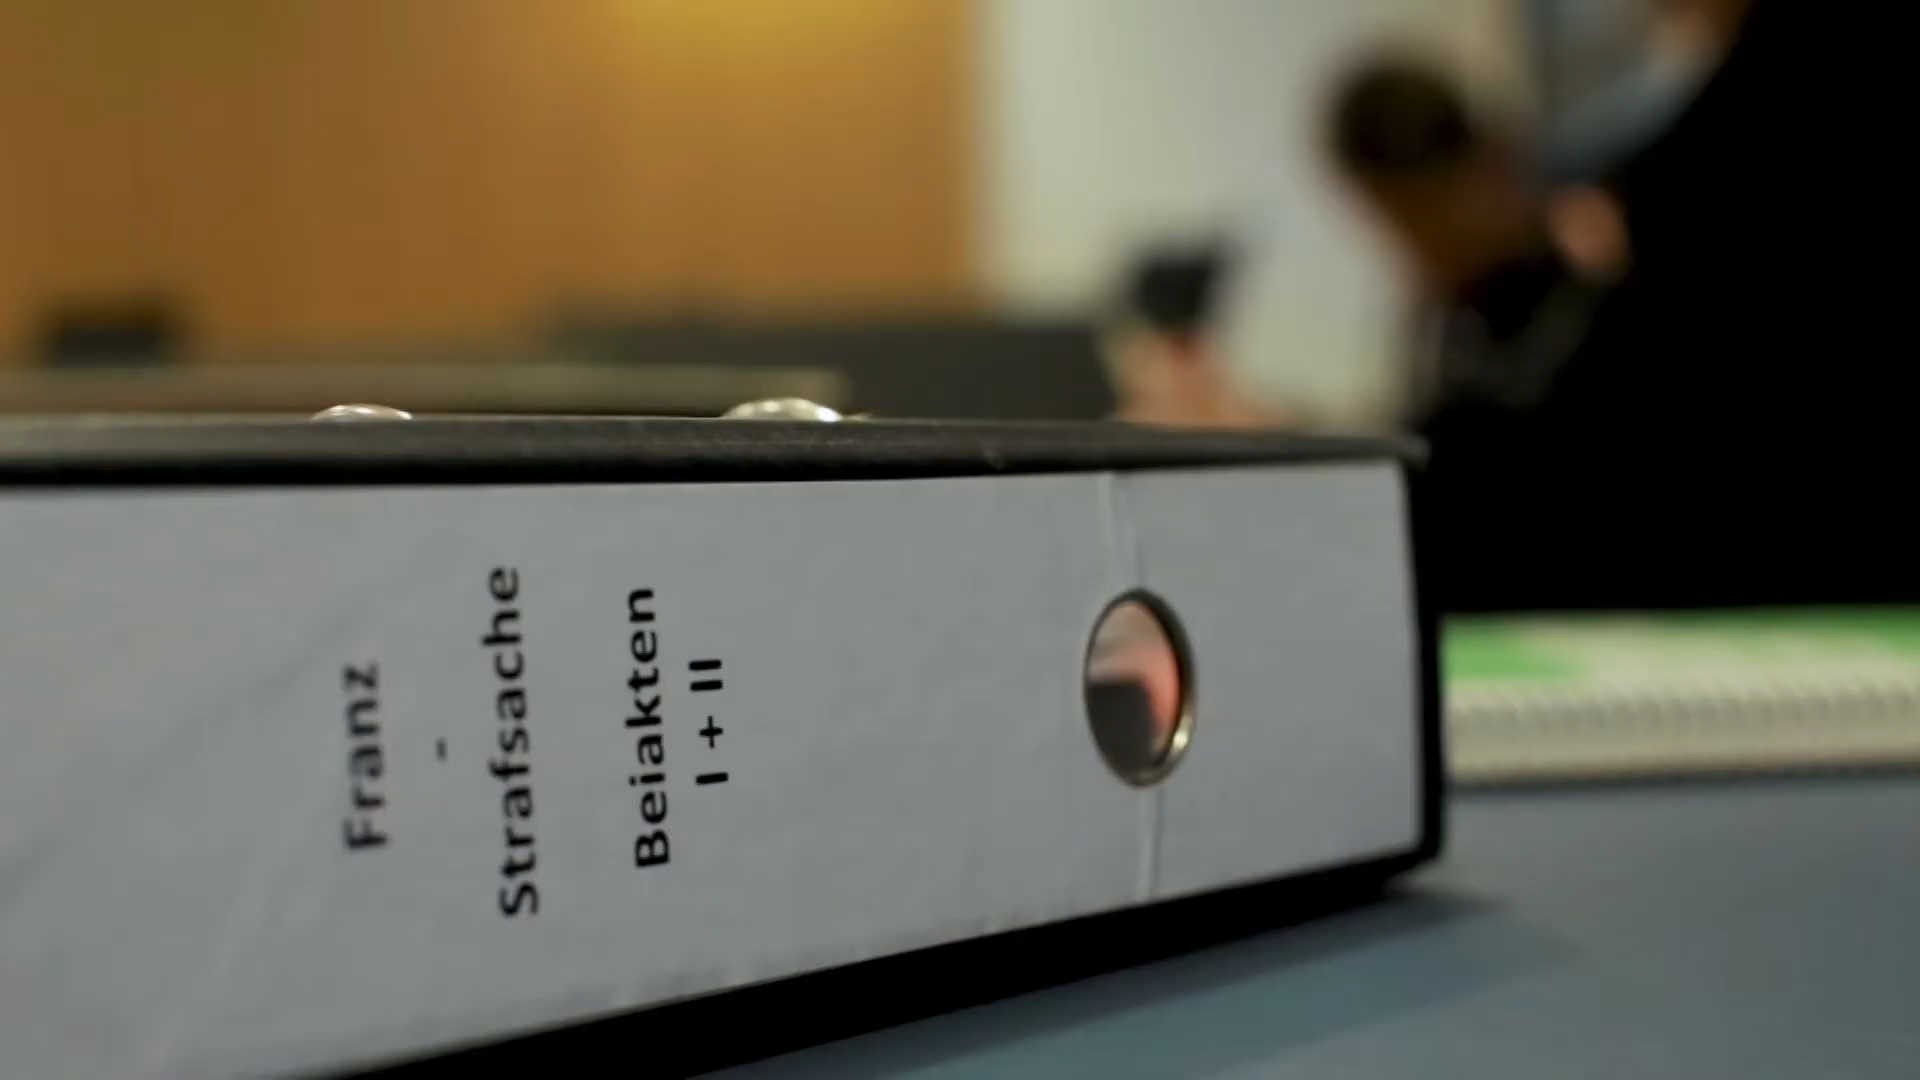 Franz
-
Strafsache
Beiakten
I + II